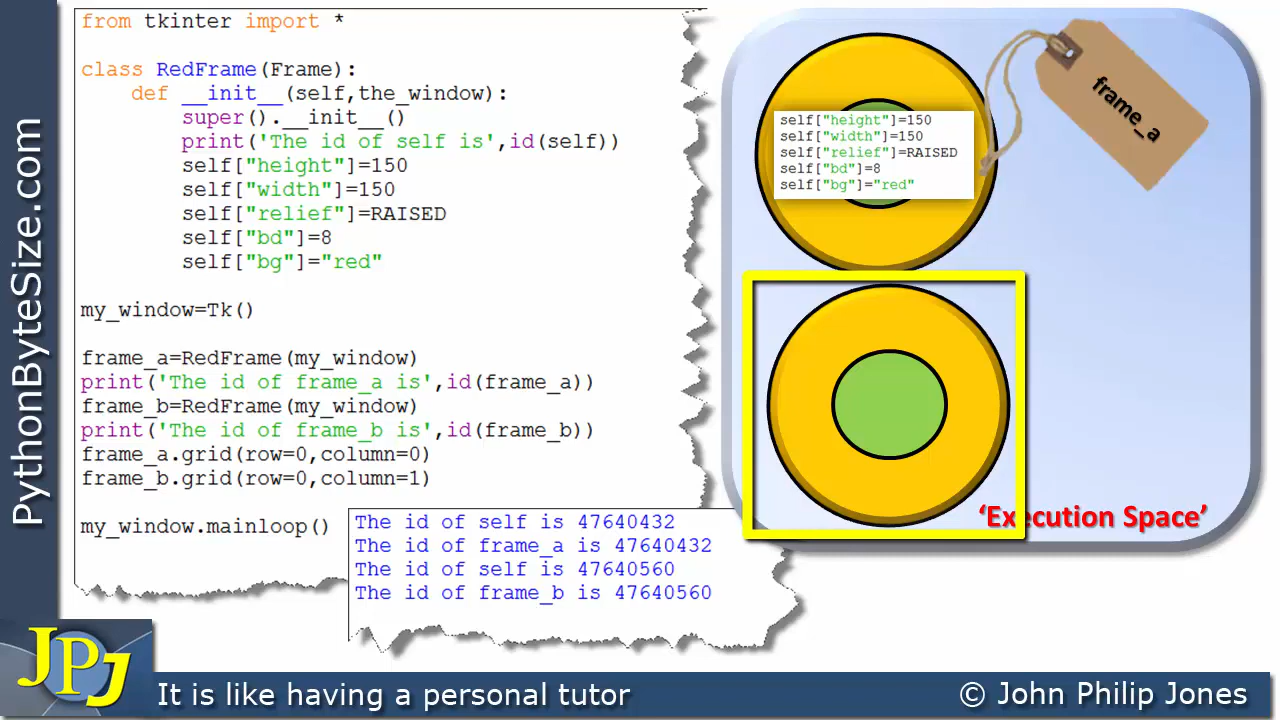 PythonByteSize.com
from tkinter import *
class RedFrame(Frame):
    def __init__(self,the_window):
        super().__init__()
        print('The id of self is',id(self))
        self["height"]=150
        self["width"]=150
        self["relief"]=RAISED
        self["bd"]=8
        self["bg"]="red"
my_window=Tk()
frame_a=RedFrame(my_window)
print('The id of frame_a is',id(frame_a))
frame_b=RedFrame(my_window)
print('The id of frame_b is',id(frame_b))
frame_a.grid(row=0,column=0)
frame_b.grid(row=0,column=1)
my_window.mainloop()
The id of self is 47640432
The id of frame_a is 47640432
The id of self is 47640560
The id of frame_b is 47640560
self["height"]=150
self["width"]=150
self["relief"]=RAISED
self["bd"]=8
self["bg"]="red"
frame_a
‘Execution Space’
JPJ
It is like having a personal tutor
© John Philip Jones